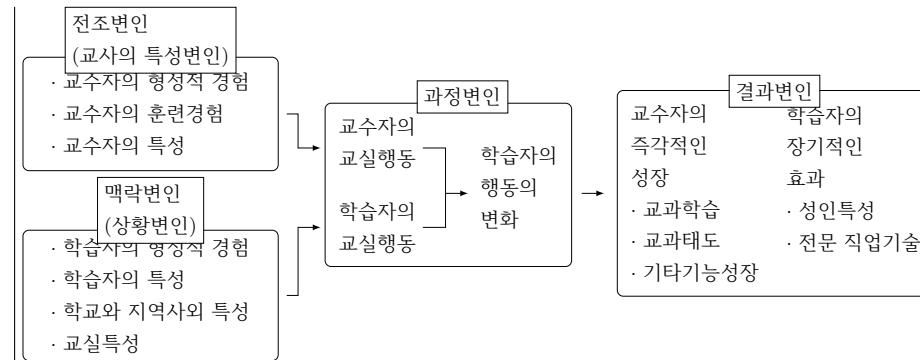 전조변인
(교사의 특성변인)
· 교수자의 형성적 경험
· 교수자의 훈련경험
· 교수자의 특성
맥락변인
(상황변인)
· 학습자의 형성적 경험
· 학습자의 특성
· 학교와 지역사외 특성
· 교실특성
과정변인
교수자의
교실행동
학습자의
교실행동
학습자의
행동의
변화
결과변인
교수자의
즉각적인
성장
· 교과학습
· 교과태도
· 기타기능성장
학습자의
장기적인
효과
· 성인특성
· 전문 직업기술